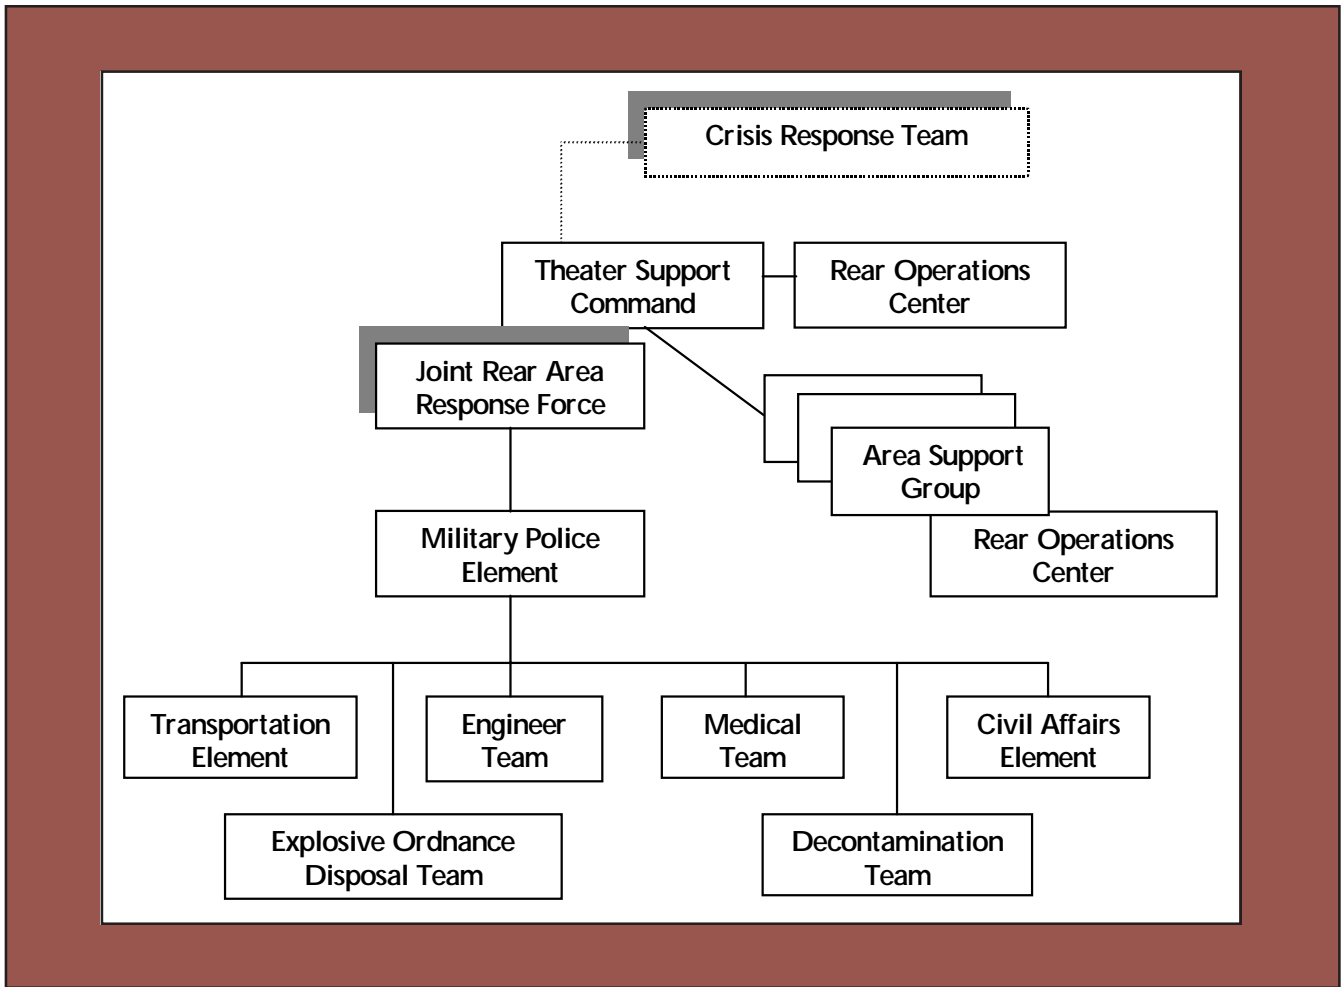 Crisis Response Team
Theater Support
Command
Rear Operations
Center
Joint Rear Area
Response Force
Area Support
Group
Military Police
Element
Rear Operations
Center
Transportation
Element
Engineer
Team
Medical
Team
Civil Affairs
Element
Explosive Ordnance
Disposal Team
Decontamination
Team